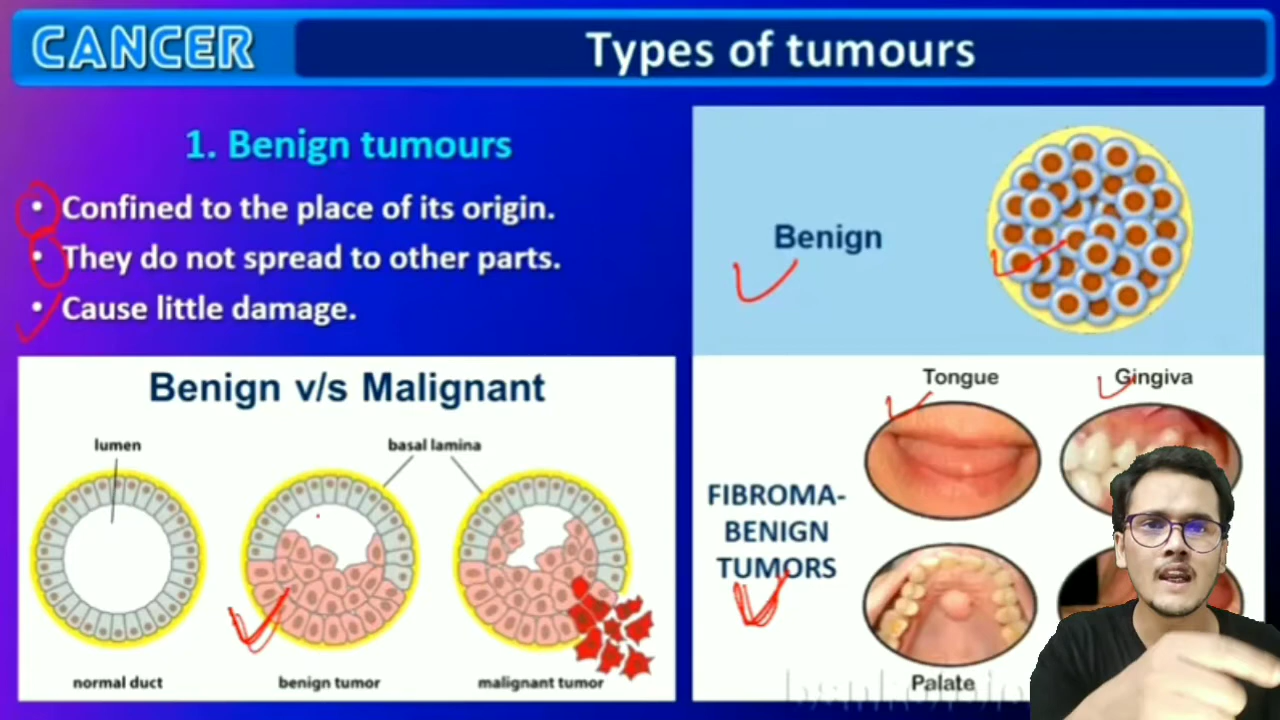 CANCER
Types of tumours
1. Benign tumours
• Confined to the place of its origin.
• They do not spread to other parts.
• Cause little damage.
Benign
Benign v/s Malignant
lumen
basal lamina
normal duct
benign tumor
malignant tumor
Tongue
Gingiva
FIBROMA-
BENIGN
TUMORS
Palate